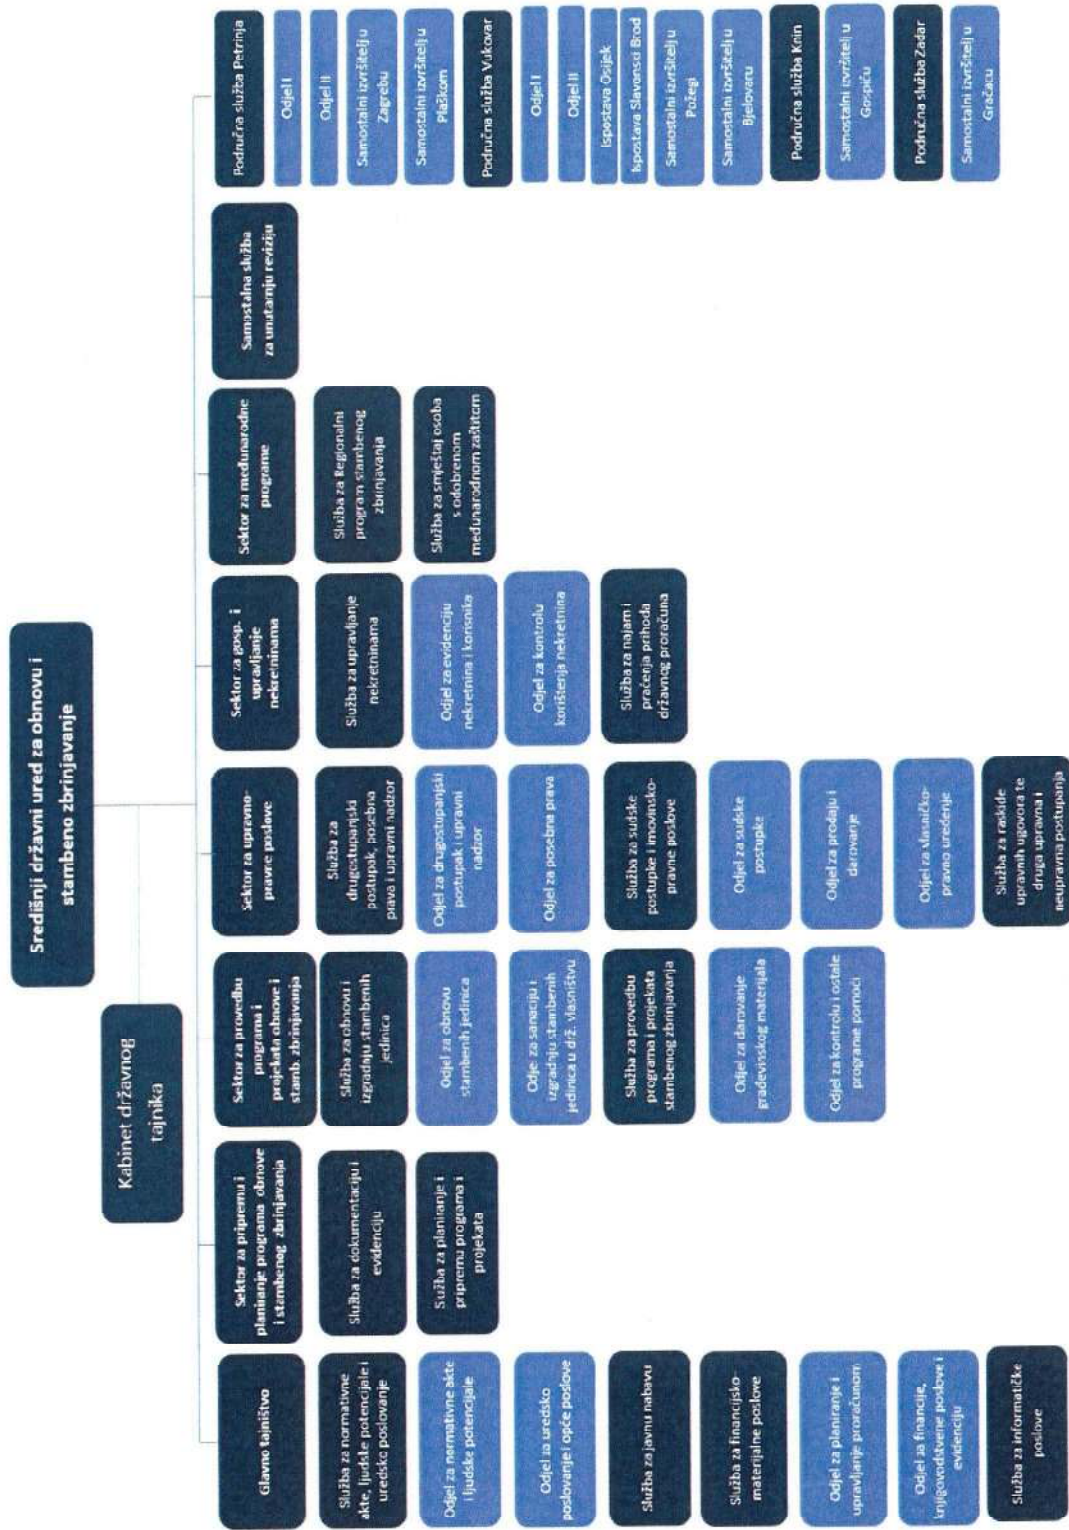 Središnji državni ured za obnovu i
stambeno zbrinjavanje
Kabinet državnog
tajnika
Glavno tajništvo
Služba za normativne
akte, ljudske potencijale i
uredsko poslovanje
Odjel za normativne akte
i ljudske potencijale
Odjel za uredsko
poslovanje i opće poslove
Služba za javnu nabavu
Služba za financijsko-
materijalne poslove
Odjel za planiranje i
upravljanje proračunom
Odjel za financije,
knjigovodstvene poslove i
evidenciju
Služba za informatičke
poslove
Sektor za pripremu i
planiranje programa obnove
i stambenog zbrinjavanja
Služba za dokumentaciju i
evidenciju
Služba za planiranje i
pripremu programa i
projekata
Sektor za provedbu
programa i
projekata obnove i
stamb. zbrinjavanja
Služba za obnovu i
izgradnju stambenih
jedinica
Odjel za obnovu
stambenih jedinica
Odje za sanaciju i
izgradnju stambenih
jedinica u drž. vlasništvu
Služba za provedbu
programa i projekata
stambenog zbrinjavanja
Odjel za darovanje
građevinskog materijala
Odjel za kontrolu i ostale
programe pomoći
Sektor za upravno-
pravne poslove
Služba za
drugostupanjski
postupak, posebna
prava i upravni nadzor
Odjel za drugostupanjski
postupak i upravni
nadzor
Odjel za posebna prava
Služba za sudske
postupke i imovinsko-
pravne poslove
Odjel za sudske
postupke
Odjel za prodaju i
darovanje
Odjel za vlasničko-
pravno uređenje
Služba za raskide
upravnih ugovora te
druga upravna i
neupravna postupanja
Sektor za gosp. i
upravljanje
nekretninama
Služba za upravljanje
nekretninama
Odjel za evidenciju
nekretnina i korisnika
Odjel za kontrolu
korištenja nekretnina
Služba za najam i
praćenja prihoda
državnog proračuna
Sektor za međunarodne
programe
Služba za Regionalni
program stambenog
zbrinjavanja
Služba za smještaj osoba
s odobrenom
međunarodnom zaštitom
Samostalna služba
za unutarnju reviziju
Područna služba Petrinja
Odjel I
Odjel II
Samostalni izvršitelj u
Zagrebu
Samostalni izvršitelj u
Plaškom
Područna služba Vukovar
Odjel I
Odjel II
Ispostava Osijek
Ispostava Slavonsci Brod
Samostalni izvršitelj u
Požegi
Samostalni izvršitelj u
Bjelovaru
Područna služba Knin
Samostalni izvršitelj u
Gospiću
Područna služba Zadar
Samostalni izvršitelj u
Gračacu